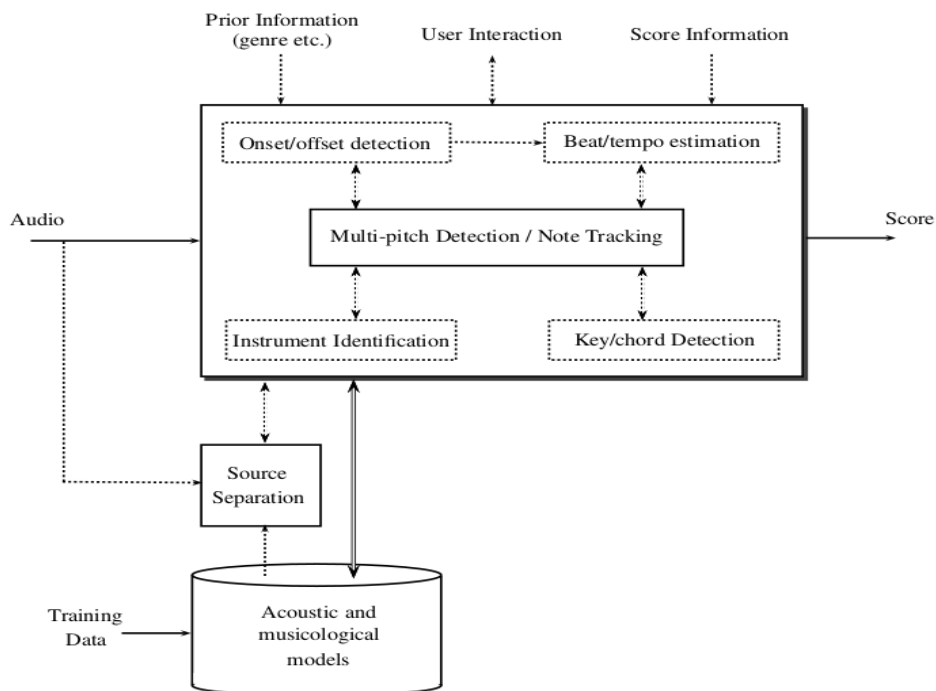 Prior Information
(genre etc.)
User Interaction
Score Information
Onset/offset detection
Beat/tempo estimation
Audio
Multi-pitch Detection / Note Tracking
Score
Instrument Identification
Key/chord Detection
Source
Separation
Training
Data
Acoustic and
musicological
models